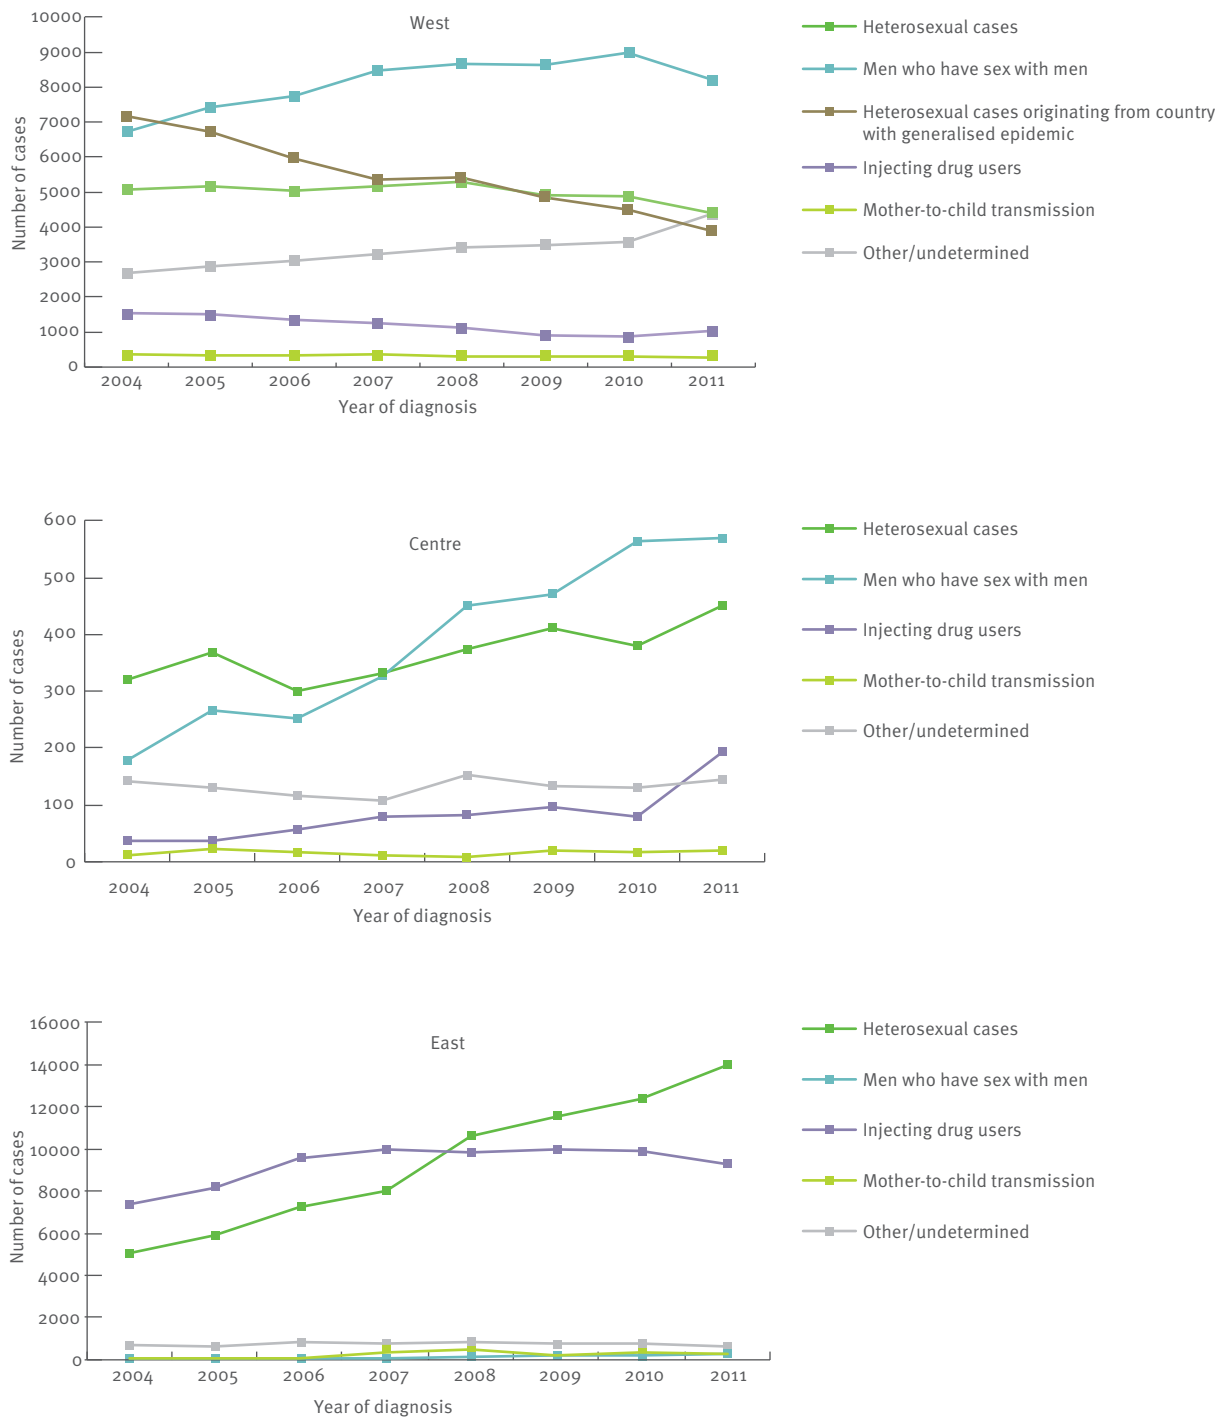 West
10000
9000
8000
7000
6000
5000
4000
3000
2000
1000
0
Number of cases
2004 2005 2006 2007 2008 2009 2010 2011
Year of diagnosis
Heterosexual cases
Men who have sex with men
Heterosexual cases originating from country
with generalised epidemic
Injecting drug users
Mother-to-child transmission
Other/undetermined
Centre
600
500
400
300
200
100
0
Number of cases
2004 2005 2006 2007 2008 2009 2010 2011
Year of diagnosis
Heterosexual cases
Men who have sex with men
Injecting drug users
Mother-to-child transmission
Other/undetermined
East
16000
14000
12000
10000
8000
6000
4000
2000
0
Number of cases
2004 2005 2006 2007 2008 2009 2010 2011
Year of diagnosis
Heterosexual cases
Men who have sex with men
Injecting drug users
Mother-to-child transmission
Other/undetermined